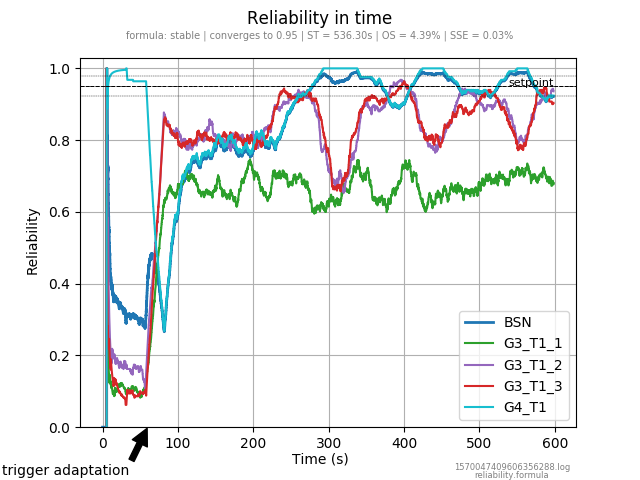 Reliability in time
formula: stable | converges to 0.95 | ST = 536.30s | OS = 4.39% | SSE = 0.03%
1.0
0.8
0.6
0.4
0.2
0.0
Reliability
setpoint
BSN
G3_T1_1
G3_T1_2
G3_T1_3
G4_T1
0 100 200 300 400 500 600
Time (s)
trigger adaptation
1570047409606356288.log
reliability.formula